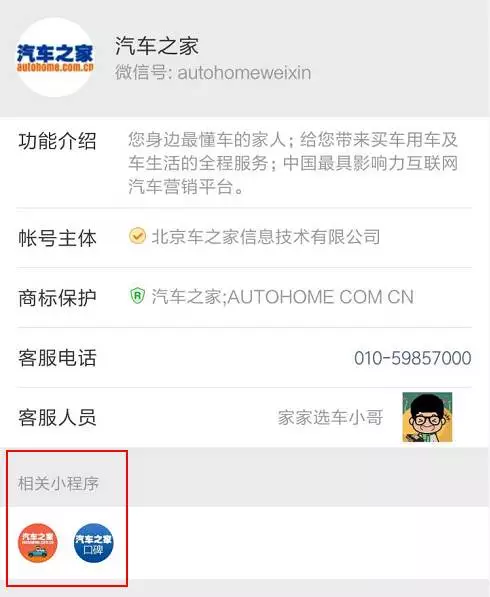 汽车之家
autohome.com.cn
汽车之家
微信号: autohomeweixin
功能介绍
您身边最懂车的家人；给您带来买车用车及
车生活的全程服务；中国最具影响力互联网
汽车营销平台。
帐号主体
北京车之家信息技术有限公司
商标保护
R
汽车之家;AUTOHOME COM CN
客服电话
010-59857000
客服人员
家家选车小哥
相关小程序
汽车之家
汽车之家
口碑